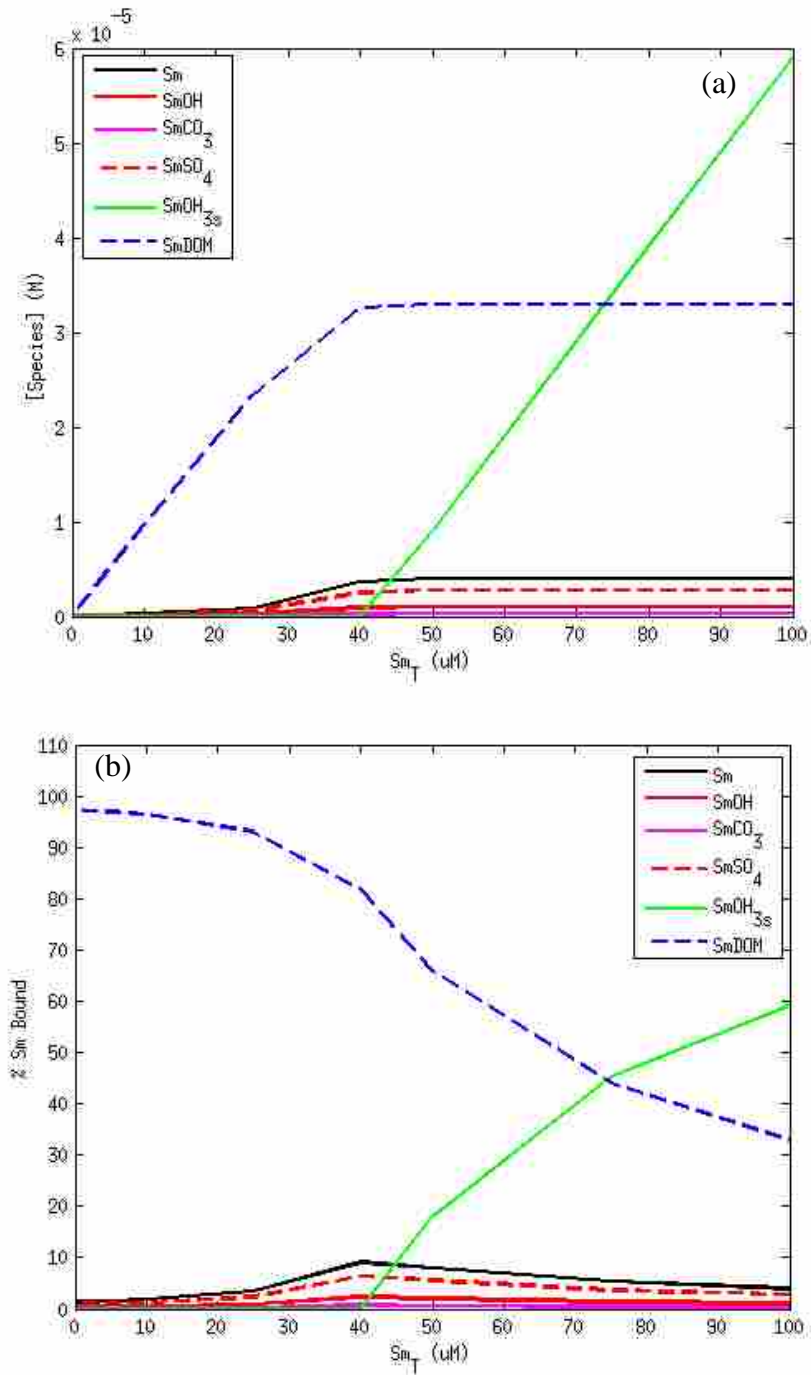 x 10
-5
6
5
4
3
2
1
0
[Species] (M)
(a)
Sm
SmOH
SmCO3
SmSO4
SmOH3s
SmDOM
0 10 20 30 40 50 60 70 80 90 100
SmT (uM)
110
100
90
80
70
60
50
40
30
20
10
0
% Sm Bound
(b)
Sm
SmOH
SmCO3
SmSO4
SmOH3s
SmDOM
0 10 20 30 40 50 60 70 80 90 100
SmT (uM)